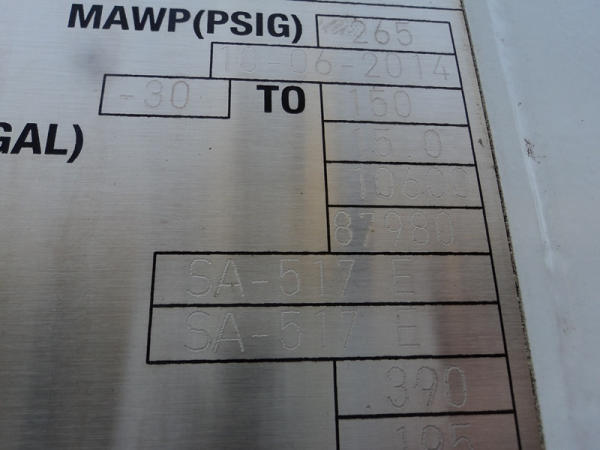 MAWP(PSIG) 265
10-06-2014
-30 TO 150
GAL) 15.0
10600
87980
SA-517 E
SA-517 E
.390
.195